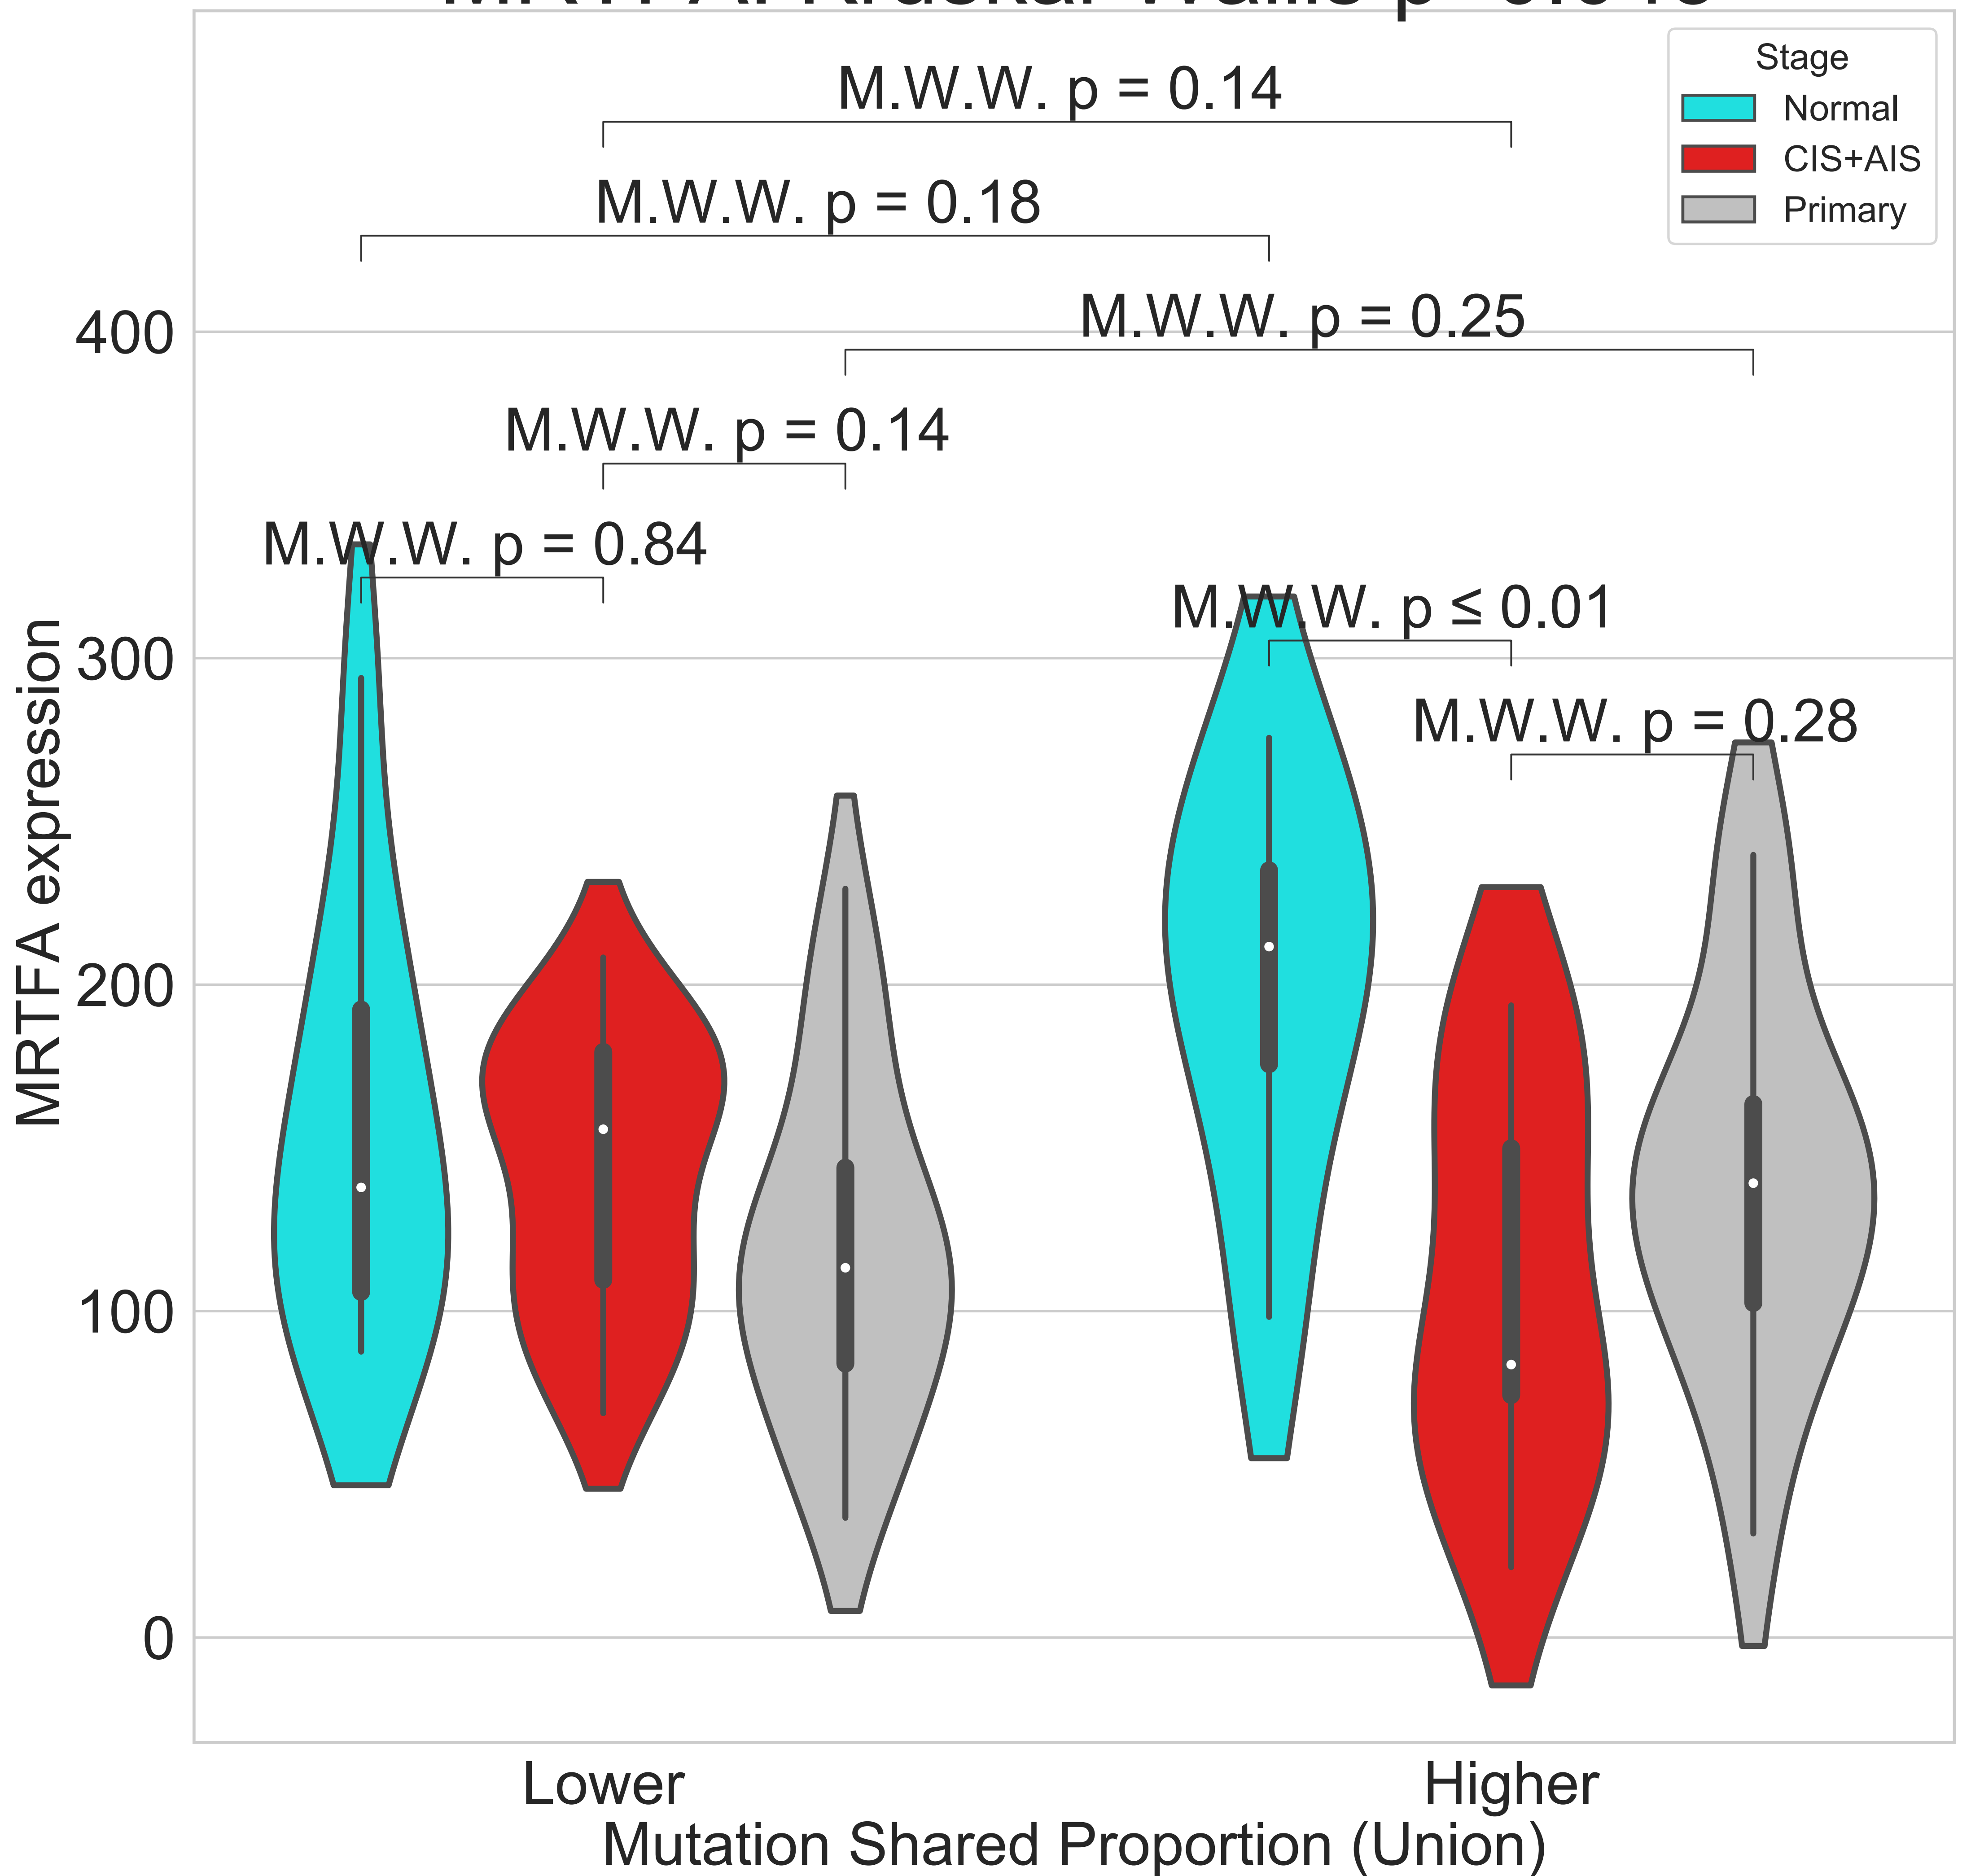 Stage
Normal
CIS+AIS
Primary
M.W.W. p = 0.14
M.W.W. p = 0.18
M.W.W. p = 0.25
M.W.W. p = 0.14
M.W.W. p = 0.84
M.W.W. p ≤ 0.01
M.W.W. p = 0.28
400
300
200
100
0
MRTFA expression
Lower
Higher
Mutation Shared Proportion (Union)